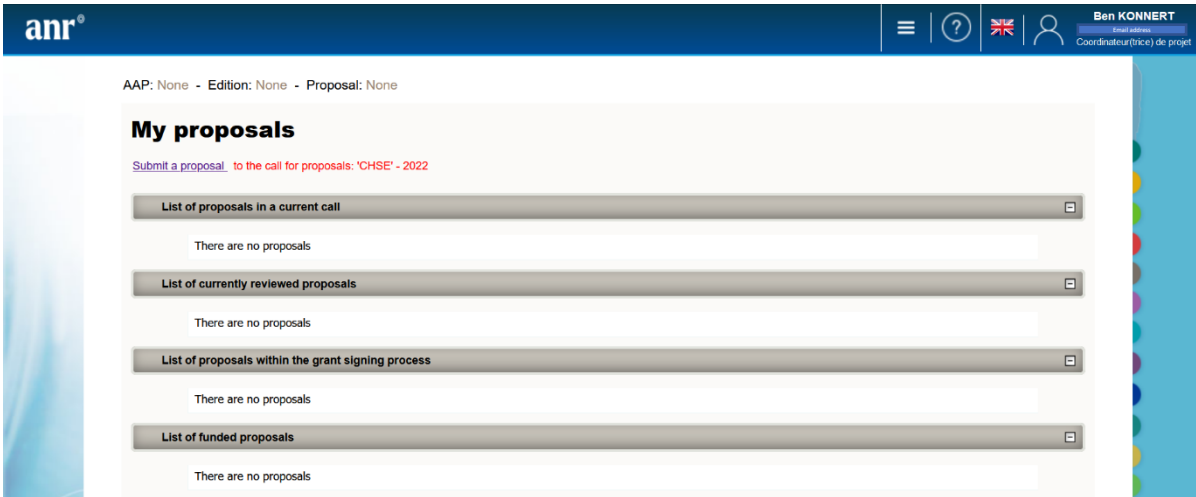 anr®
?
Ben KONNERT
Email address
Coordinateur(trice) de projet
AAP: None - Edition: None - Proposal: None
My proposals
Submit a proposal to the call for proposals: 'CHSE' - 2022
List of proposals in a current call
There are no proposals
List of currently reviewed proposals
There are no proposals
List of proposals within the grant signing process
There are no proposals
List of funded proposals
There are no proposals